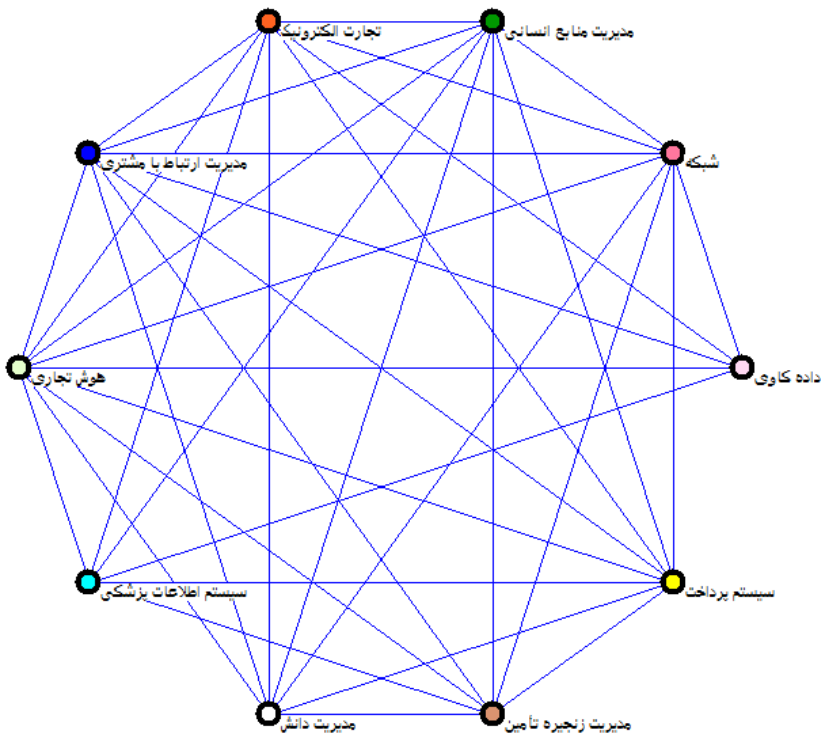 مدیریت منابع انسانی
تجارت الکترونیک
شبکه
مدیریت ارتباط با مشتری
داده کاوی
هوش تجاری
سیستم پرداخت
سیستم اطلاعات پزشکی
مدیریت زنجیره تأمین
مدیریت دانش